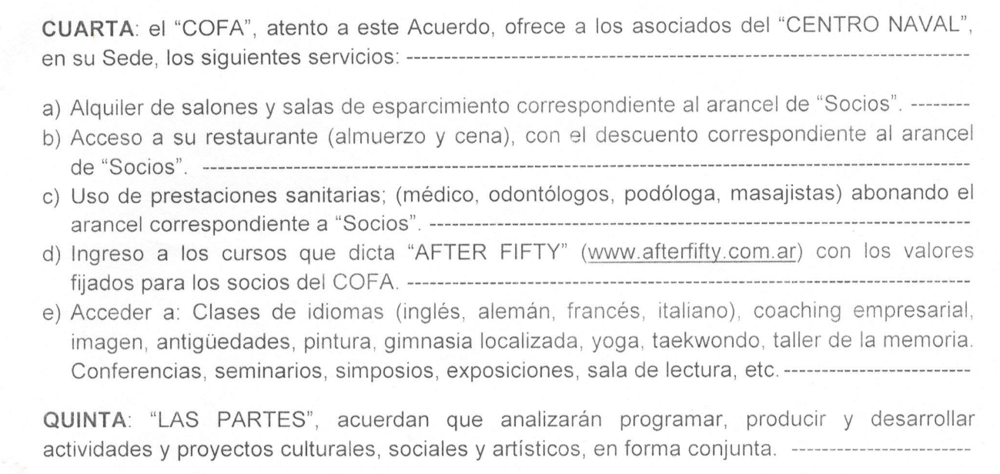 CUARTA: el “COFA”, atento a este Acuerdo, ofrece a los asociados del “CENTRO NAVAL”,
en su Sede, los siguientes servicios: ---------------------------------------------------------------------------
a) Alquiler de salones y salas de esparcimiento correspondiente al arancel de “Socios”. --------
b) Acceso a su restaurante (almuerzo y cena), con el descuento correspondiente al arancel
de “Socios”. ------------------------------------------------------------------------------------------------------
c) Uso de prestaciones sanitarias; (médico, odontólogos, podóloga, masajistas) abonando el
arancel correspondiente a “Socios”. ------------------------------------------------------------------------
d) Ingreso a los cursos que dicta “AFTER FIFTY” (www.afterfifty.com.ar) con los valores
fijados para los socios del COFA. ---------------------------------------------------------------------------
e) Acceder a: Clases de idiomas (inglés, alemán, francés, italiano), coaching empresarial,
imagen, antigüedades, pintura, gimnasia localizada, yoga, taekwondo, taller de la memoria.
Conferencias, seminarios, simposios, exposiciones, sala de lectura, etc. -------------------------
QUINTA: “LAS PARTES”, acuerdan que analizarán programar, producir y desarrollar
actividades y proyectos culturales, sociales y artísticos, en forma conjunta. ------------------------